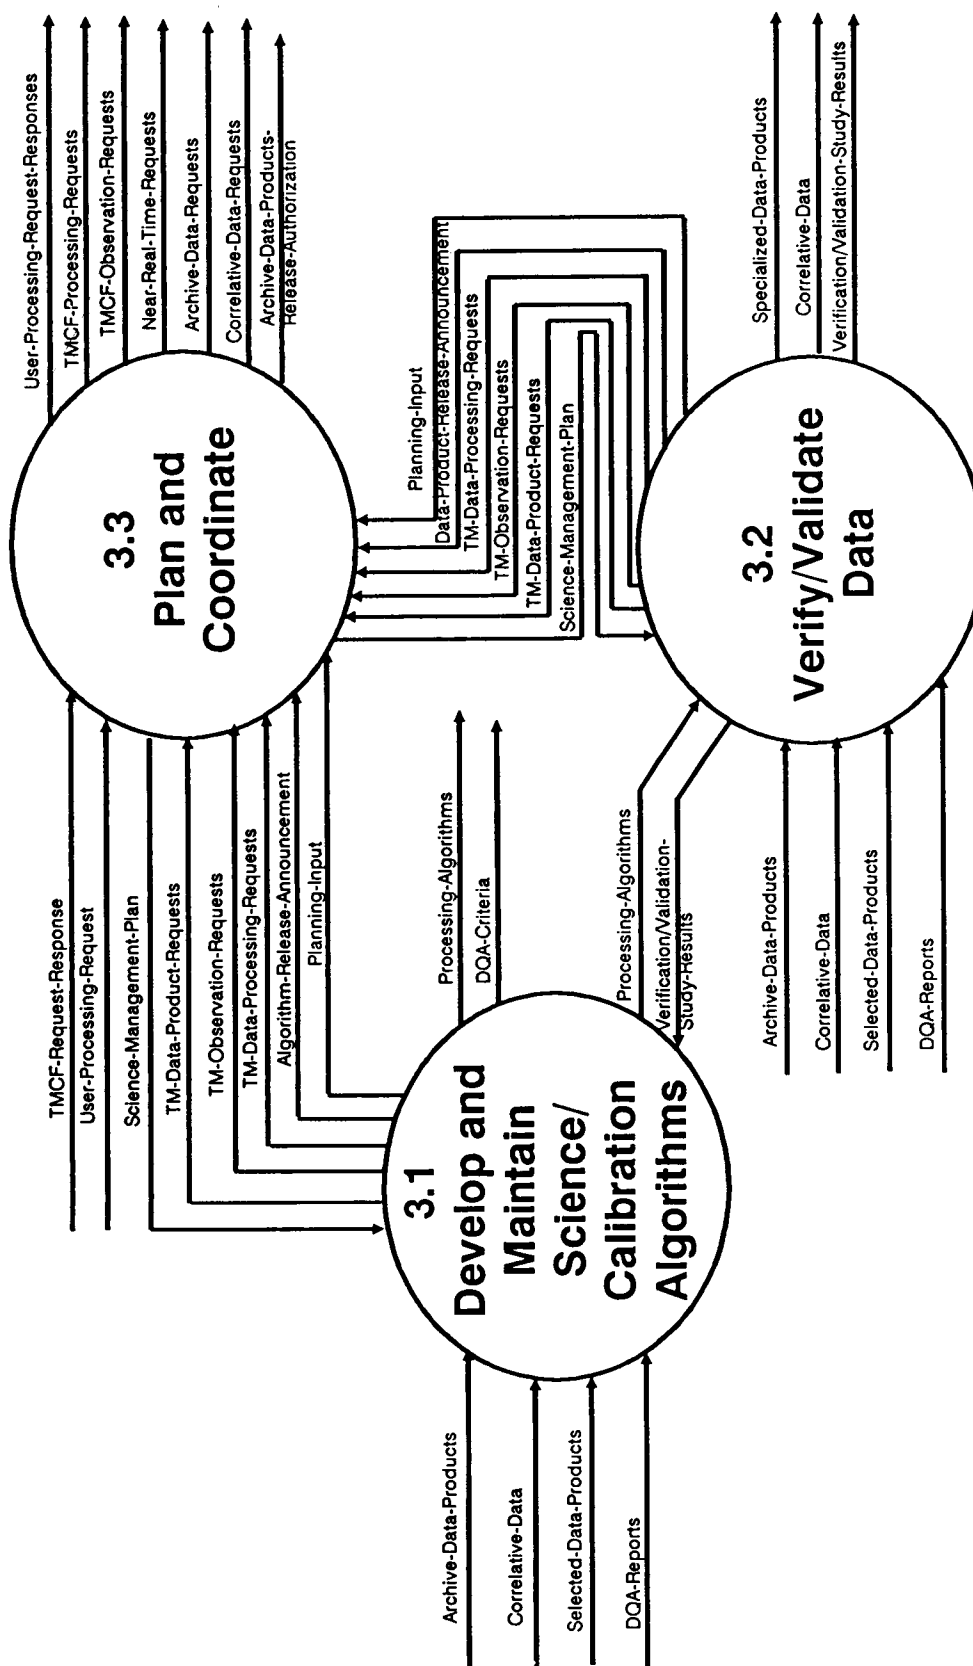 TMCF-Request-Response
User-Processing-Request
Science-Management-Plan
TM-Data-Product-Requests
TM-Observation-Requests
TM-Data-Processing-Requests
Algorithm-Release-Announcement
Planning-Input
3.3
Plan and
Coordinate
User-Processing-Request-Responses
TMCF-Processing-Requests
TMCF-Observation-Requests
Near-Real-Time-Requests
Archive-Data-Requests
Correlative-Data-Requests
Archive-Data-Products-
Release-Authorization
Planning-Input
Data-Product-Release-Announcement
TM-Data-Processing-Requests
TM-Observation-Requests
TM-Data-Product-Requests
Science-Management-Plan
Archive-Data-Products
Correlative-Data
Selected-Data-Products
DQA-Reports
3.1
Develop and
Maintain
Science/
Calibration
Algorithms
Processing-Algorithms
DQA-Criteria
Processing-Algorithms
Verification/Validation-
Study-Results
Archive-Data-Products
Correlative-Data
Selected-Data-Products
DQA-Reports
3.2
Verify/Validate
Data
Specialized-Data-Products
Correlative-Data
Verification/Validation-Study-Results